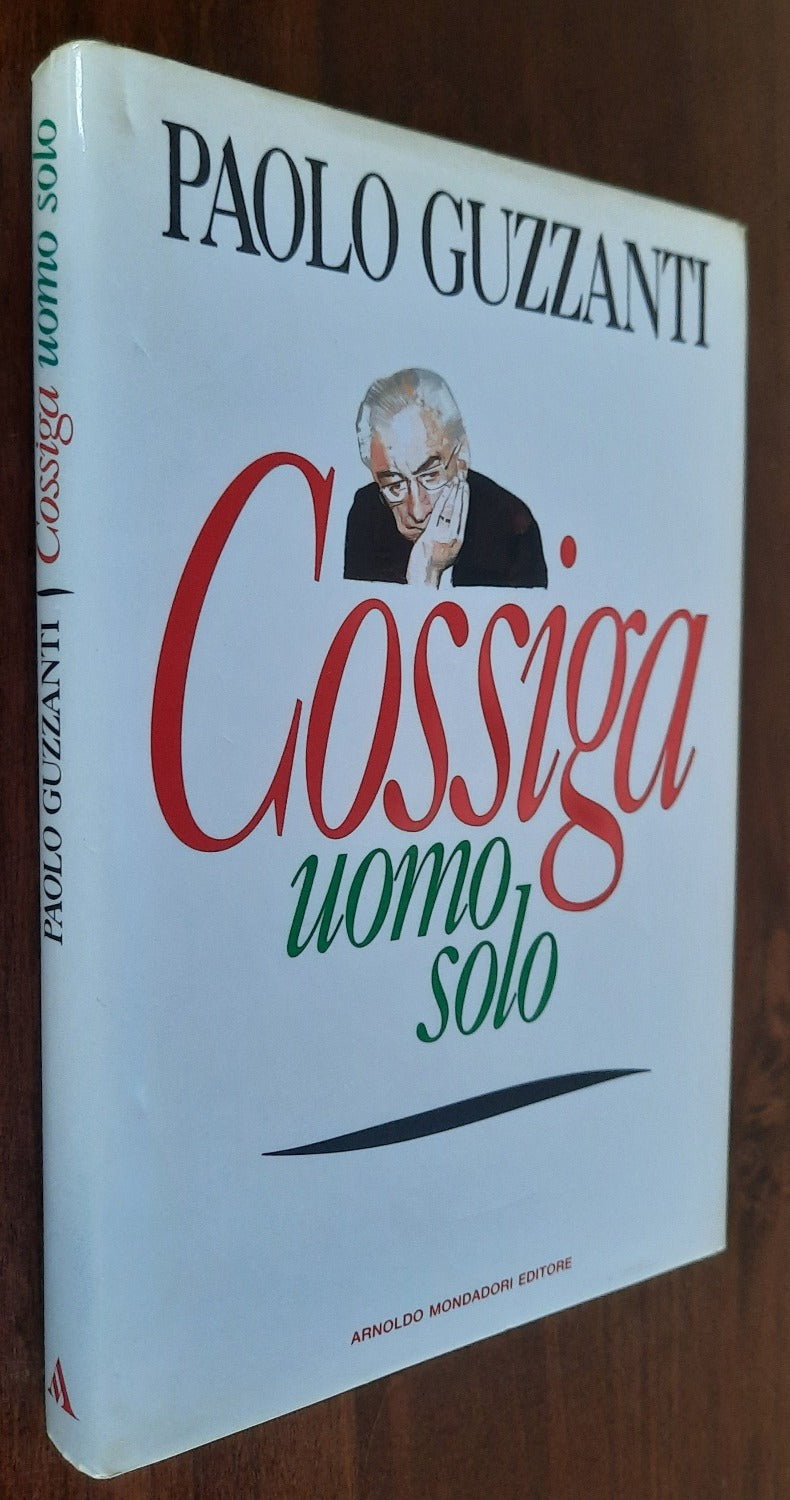 PAOLO GUZZANTI
Cossiga
uomo
solo
ARNOLDO MONDADORI EDITORE
PAOLO GUZZANTI Cossiga uomo solo